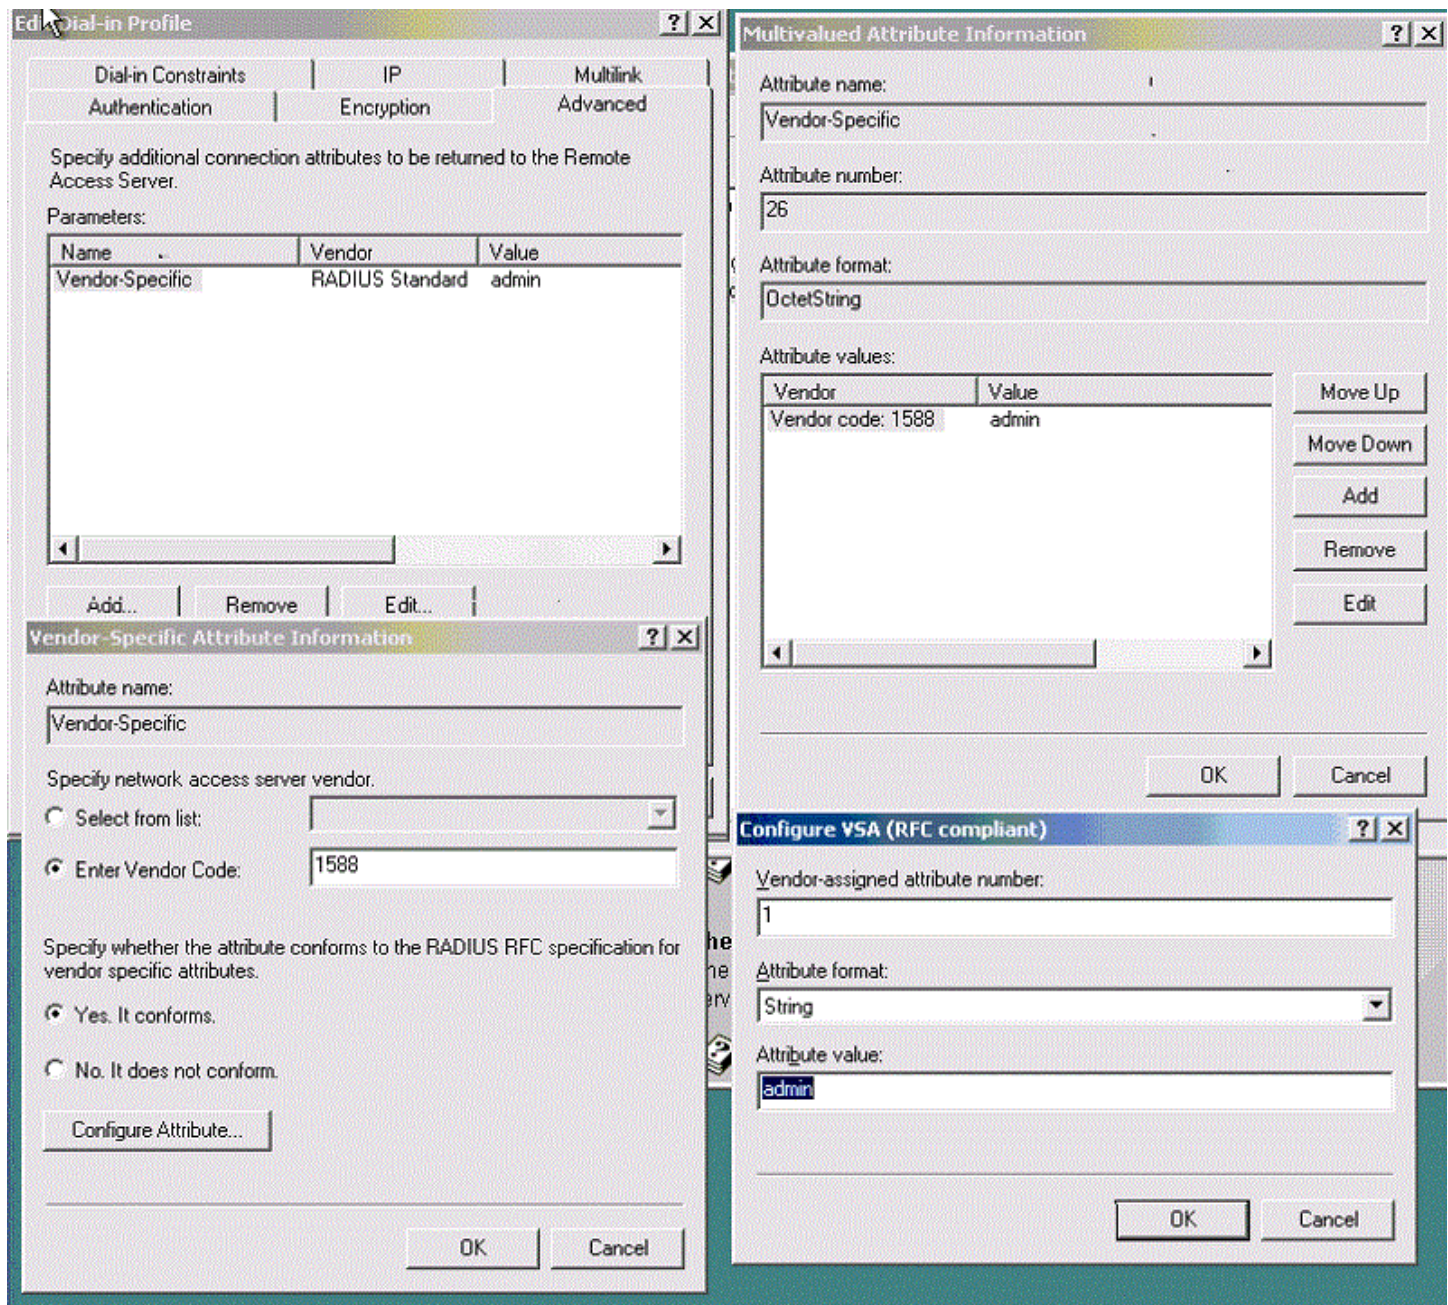 Edit Dial-in Profile
Dial-in Constraints IP Multilink
Authentication Encryption Advanced
Specify additional connection attributes to be returned to the Remote
Access Server.
Parameters:
Name Vendor Value
Vendor-Specific RADIUS Standard admin
Add... Remove Edit...
Vendor-Specific Attribute Information
Attribute name:
Vendor-Specific
Specify network access server vendor.
Select from list:
Enter Vendor Code: 1588
Specify whether the attribute conforms to the RADIUS RFC specification for
vendor specific attributes.
Yes. It conforms.
No. It does not conform.
Configure Attribute...
OK Cancel
Multivalued Attribute Information
Attribute name:
Vendor-Specific
Attribute number:
26
Attribute format:
OctetString
Attribute values:
Vendor Value
Vendor code: 1588 admin
Move Up
Move Down
Add
Remove
Edit
OK Cancel
Configure VSA (RFC compliant)
Vendor-assigned attribute number:
1
Attribute format:
String
Attribute value:
admin
OK Cancel